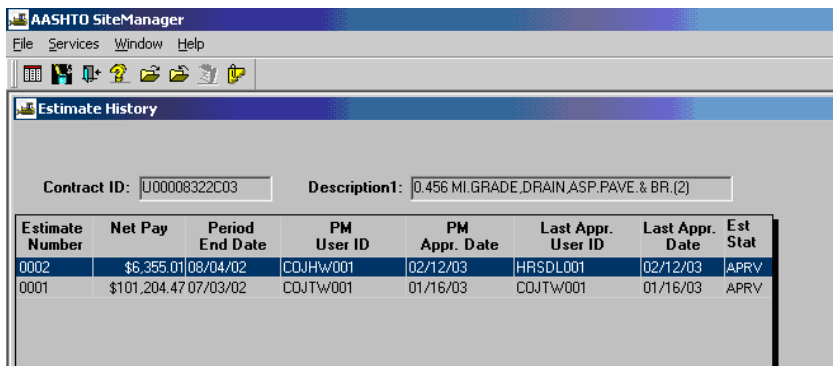 AASHTO SiteManager
File Services Window Help
Estimate History
Contract ID: U00008322C03 Description1: 0.456 MI.GRADE,DRAIN,ASP.PAVE.& BR.(2)
Estimate Number Net Pay Period End Date PM User ID PM Appr. Date Last Appr. User ID Last Appr. Date Est Stat
0002 $6,355.01 08/04/02 COJHW001 02/12/03 HRSDL001 02/12/03 APRV
0001 $101,204.47 07/03/02 COJTW001 01/16/03 COJTW001 01/16/03 APRV